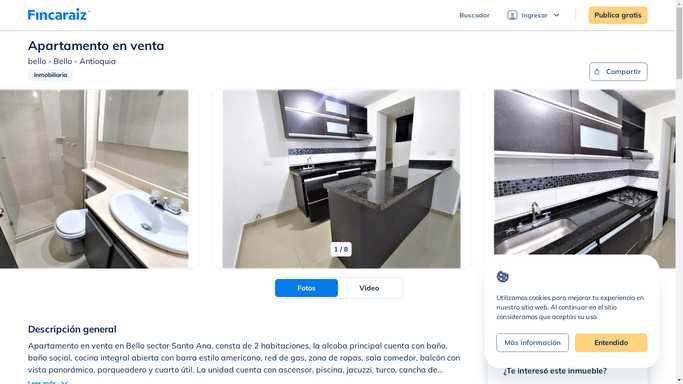 Fincaraiz
Buscador
Ingresar
Publica gratis
Apartamento en venta
bello - Bello - Antioquia
Inmobiliaria
Compartir
1 / 8
Fotos
Video
Descripción general
Apartamento en venta en Bello sector Santa Ana, consta de 2 habitaciones, la alcoba principal cuenta con baño,
baño social, cocina integral abierta con barra estilo americano, red de gas, zona de ropas, sala comedor, balcón con
vista panorámica, parqueadero y cuarto útil. La unidad cuenta con ascensor, piscina, jacuzzi, turco, cancha de...
Leer más
Utilizamos cookies para mejorar tu experiencia en
nuestro sitio web. Al continuar en el sitio
consideramos que aceptas su uso.
Más información
Entendido
¿Te interesó este inmueble?